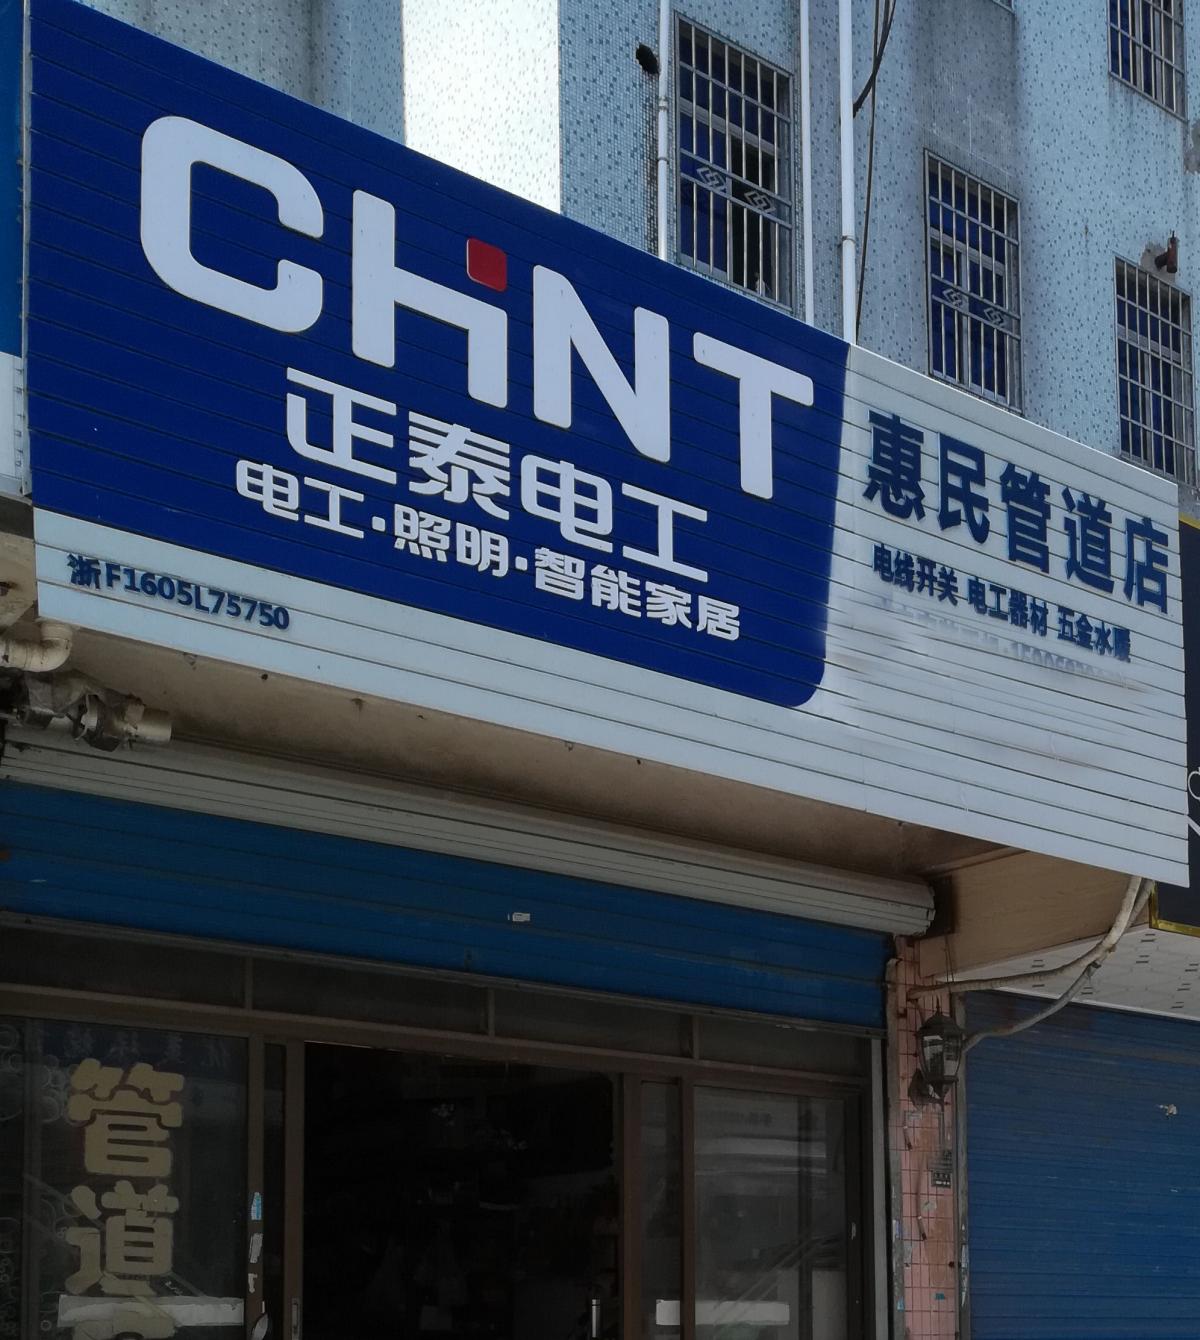 CHNT
正泰电工
电工·照明·智能家居
浙F1605L75750
惠民管道店
电线开关 电工器材 五金水暖
管道